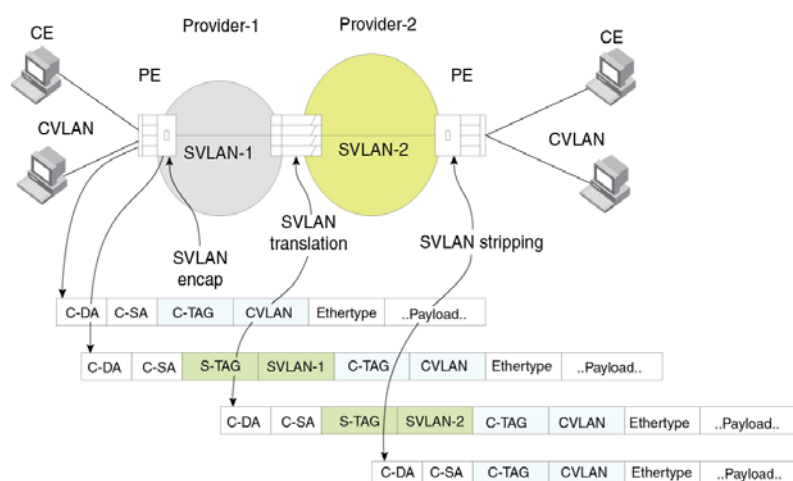 Provider-1 Provider-2
CE CE
PE PE
CVLAN CVLAN
SVLAN-1 SVLAN-2
SVLAN
translation
SVLAN stripping
SVLAN
encap
C-DA C-SA C-TAG CVLAN Ethertype ..Payload..
C-DA C-SA S-TAG SVLAN-1 C-TAG CVLAN Ethertype ..Payload..
C-DA C-SA S-TAG SVLAN-2 C-TAG CVLAN Ethertype ..Payload..
C-DA C-SA C-TAG CVLAN Ethertype ..Payload..